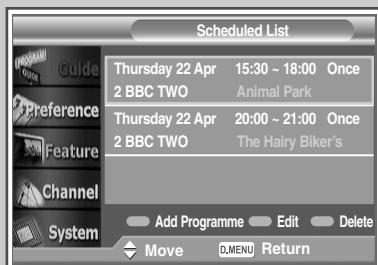 Scheduled List
PROGRAM
GUIDE
Guide
Preference
Feature
Channel
System
Thursday 22 Apr 15:30 ~ 18:00 Once
2 BBC TWO Animal Park
Thursday 22 Apr 20:00 ~ 21:00 Once
2 BBC TWO The Hairy Biker's
Add Programme Edit Delete
Move D.MENU Return